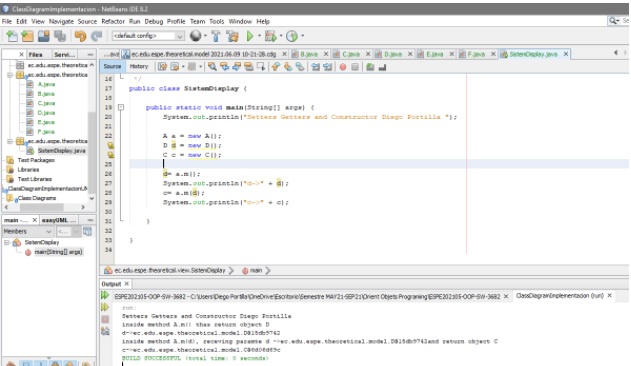 ClassDiagramImplementacion - NetBeans IDE 8.2
File Edit View Navigate Source Refactor Run Debug Profile Team Tools Window Help
<default config>
Files Servi...
...ava ec.edu.espe.theoretical.model 2021.06.09 10-21-28.cdg B.java C.java D.java E.java F.java SistemDisplay.java
Source History
ec.edu.espe.theoretica
ec.edu.espe.theoretica
A.java
B.java
C.java
D.java
E.java
F.java
ec.edu.espe.theoretica
SistemDisplay.java
Test Packages
Libraries
Test Libraries
ClassDiagramImplementacionUM
Class Diagrams
main -... easyUML ...
Members
SistemDisplay
main(String[] args)
16 */
17 public class SistemDisplay {
18
19 public static void main(String[] args) {
20 System.out.println("Setters Getters and Constructor Diego Portilla ");
21
22 A a = new A();
D d = new D();
C c = new C();
25
26 d= a.m();
27 System.out.println("d->" + d);
28 c= a.m(d);
29 System.out.println("c->" + c);
30
31 }
32
33 }
34
ec.edu.espe.theoretical.view.SistemDisplay main
Output
ESPE202105-OOP-SW-3682 - C:\Users\Diego Portilla\OneDrive\Escritorio\Semestre MAY21-SEP21\Orient Objets Programing\ESPE202105-OOP-SW-3682 ClassDiagramImplementacion (run)
run:
Setters Getters and Constructor Diego Portilla
inside method A.m() thas return object D
d-->ec.edu.espe.theoretical.model.D@15db9742
inside method A.m(d), receving paramte d -->ec.edu.espe.theoretical.model.D@15db9742and return object C
c-->ec.edu.espe.theoretical.model.C@6d06d69c
BUILD SUCCESSFUL (total time: 0 seconds)